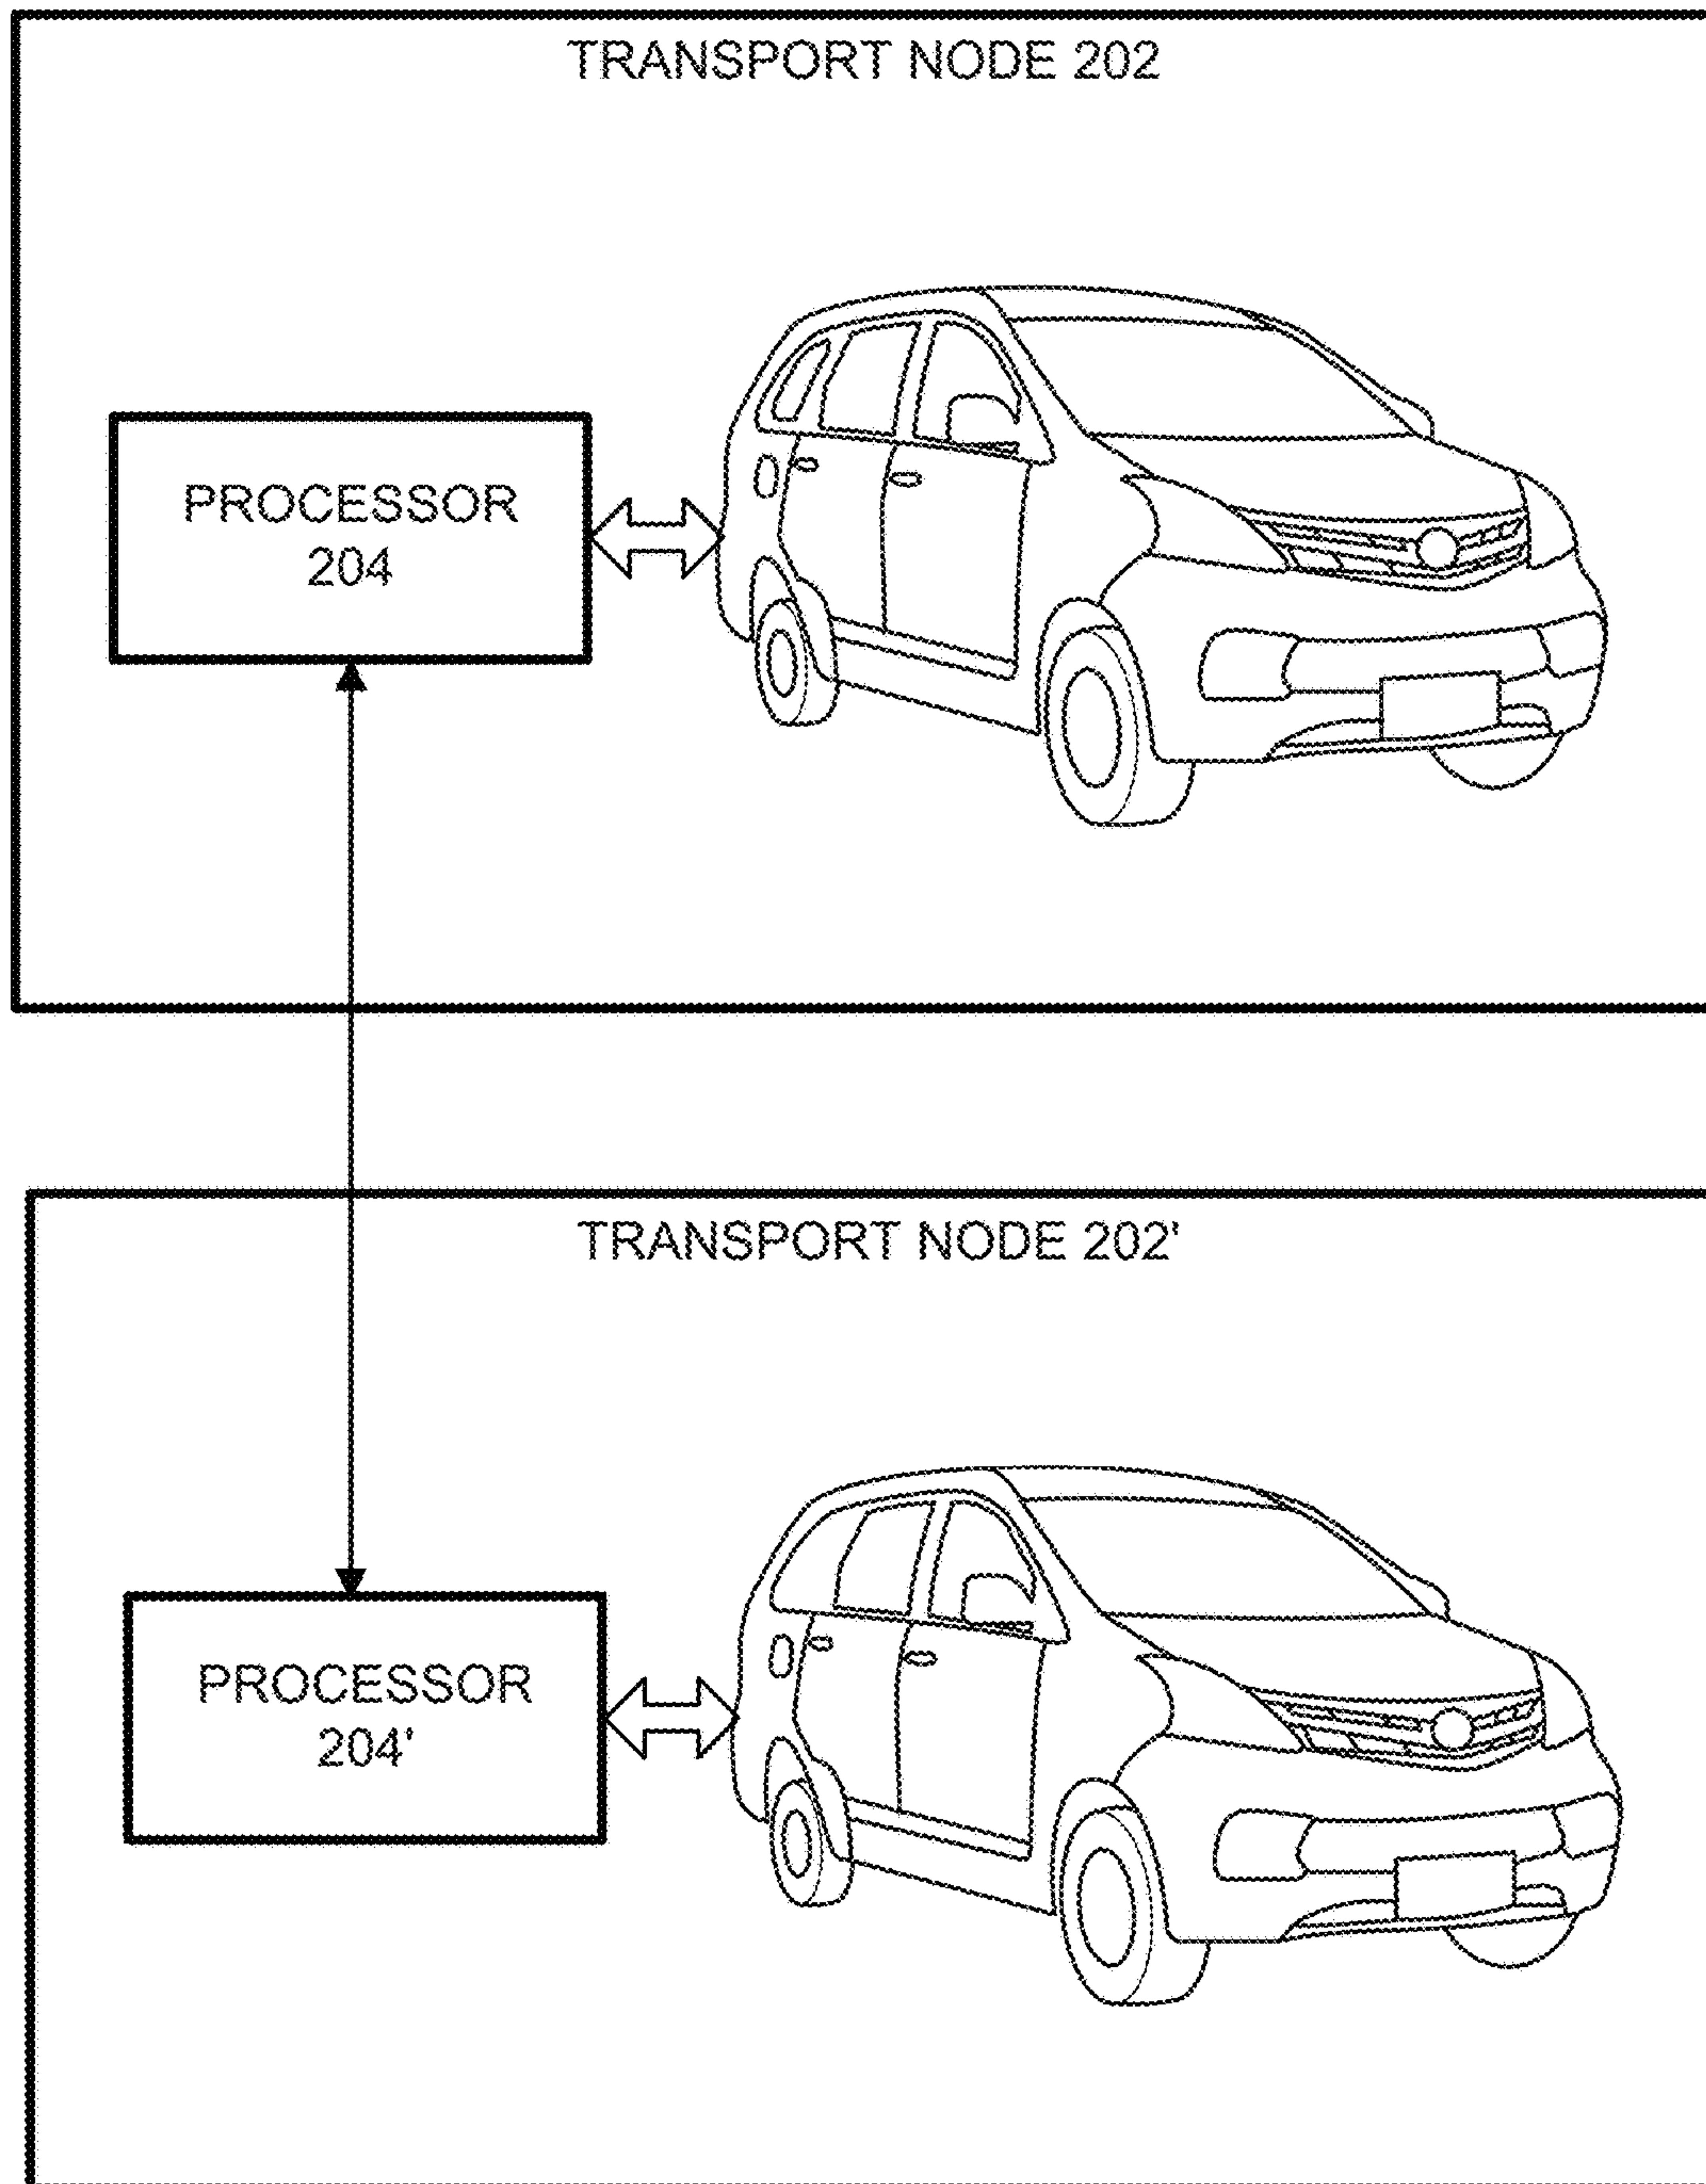 TRANSPORT NODE 202
PROCESSOR
204
TRANSPORT NODE 202'
PROCESSOR
204'